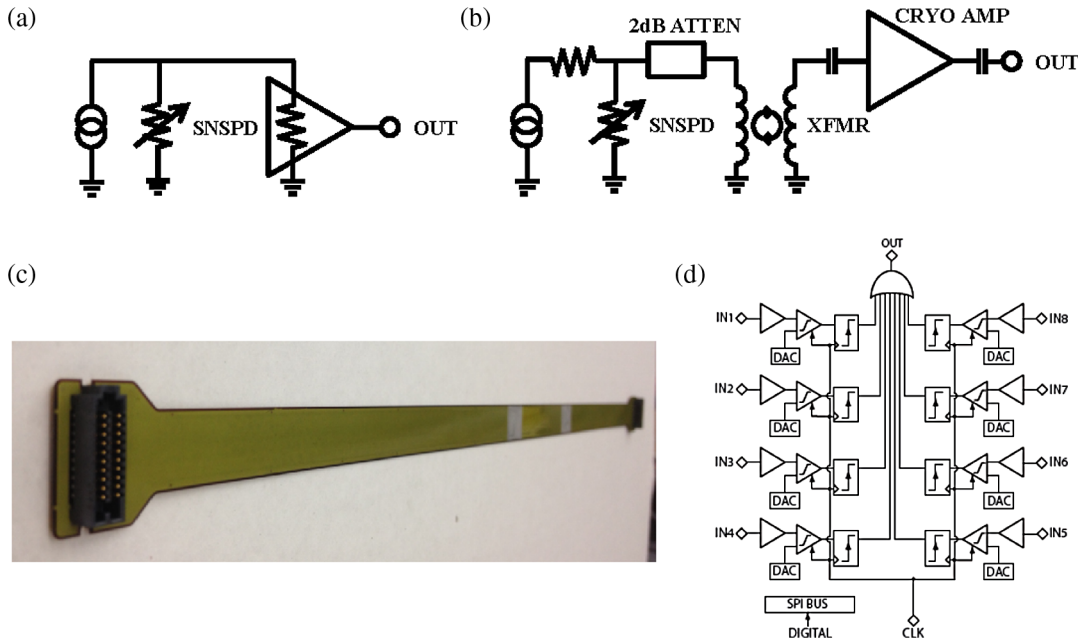 (a)
SNSPD
OUT
(b)
2dB ATTEN
CRYO AMP
SNSPD
XFMR
OUT
(c)
(d)
OUT
IN1
DAC
IN8
DAC
IN2
DAC
IN7
DAC
IN3
DAC
IN6
DAC
IN4
DAC
IN5
DAC
SPI BUS
DIGITAL
CLK